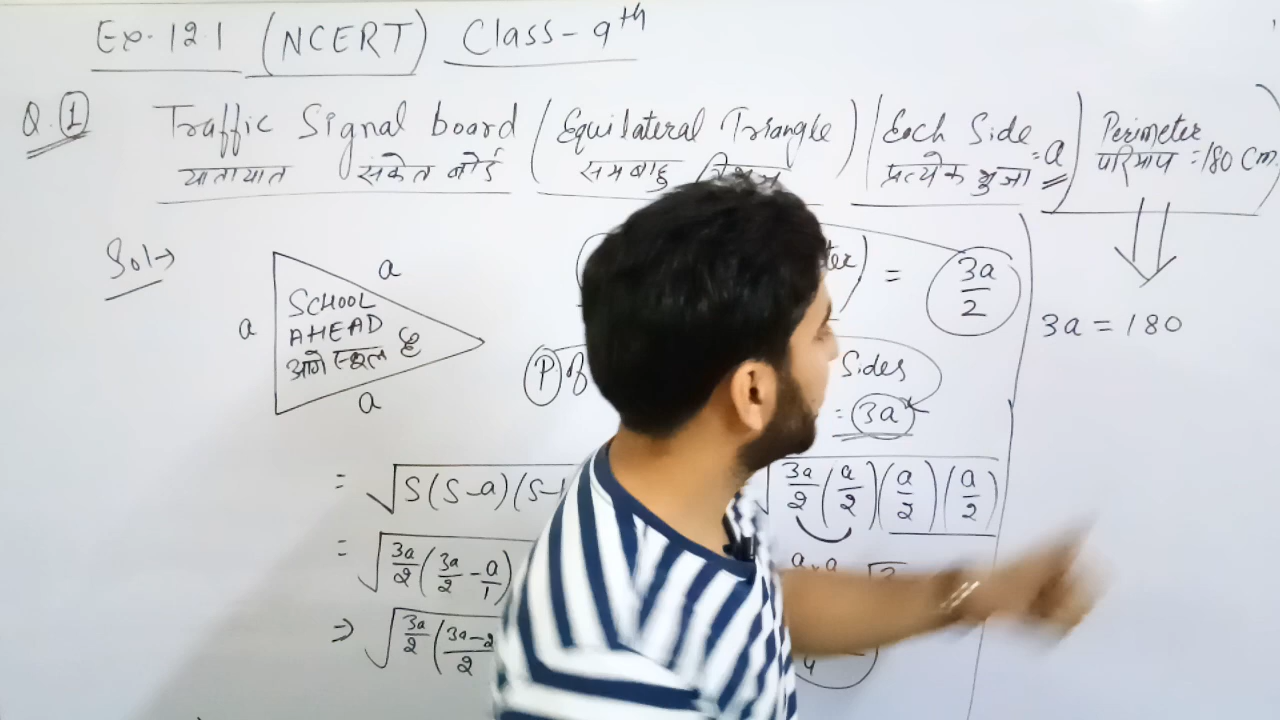 Ex. 12.1 (NCERT) Class - 9th
Q. 1 Traffic Signal board (Equilateral Triangle) (Each Side = a) Perimeter = 180 cm)
यातायात संकेत बोर्ड समबाहु प्रत्येक भुजा परिमाप
Sol →
a
a
a
SCHOOL
AHEAD
आगे स्कूल है
= 3a/2
3a = 180
P of Sides
= 3a
= √S(S-a)(S-
√3a/2 (a/2)(a/2)(a/2)
= √3a/2 (3a/2 - a/1)
⇒ √3a/2 (3a-2
4